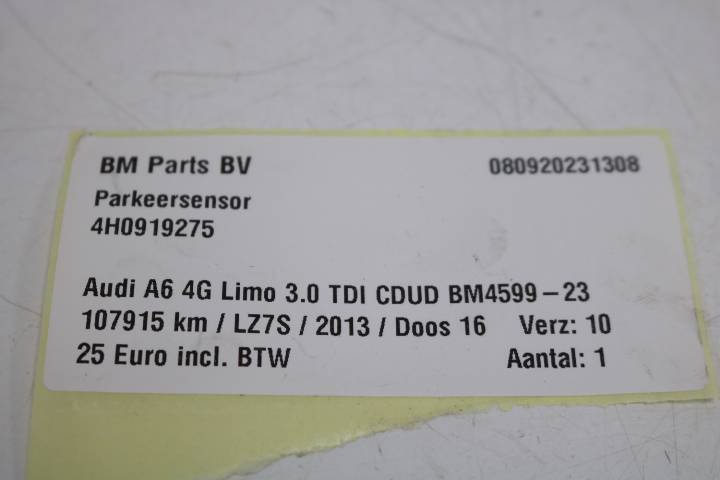 BM Parts BV 080920231308
Parkeersensor
4H0919275
Audi A6 4G Limo 3.0 TDI CDUD BM4599-23
107915 km / LZ7S / 2013 / Doos 16 Verz: 10
25 Euro incl. BTW Aantal: 1